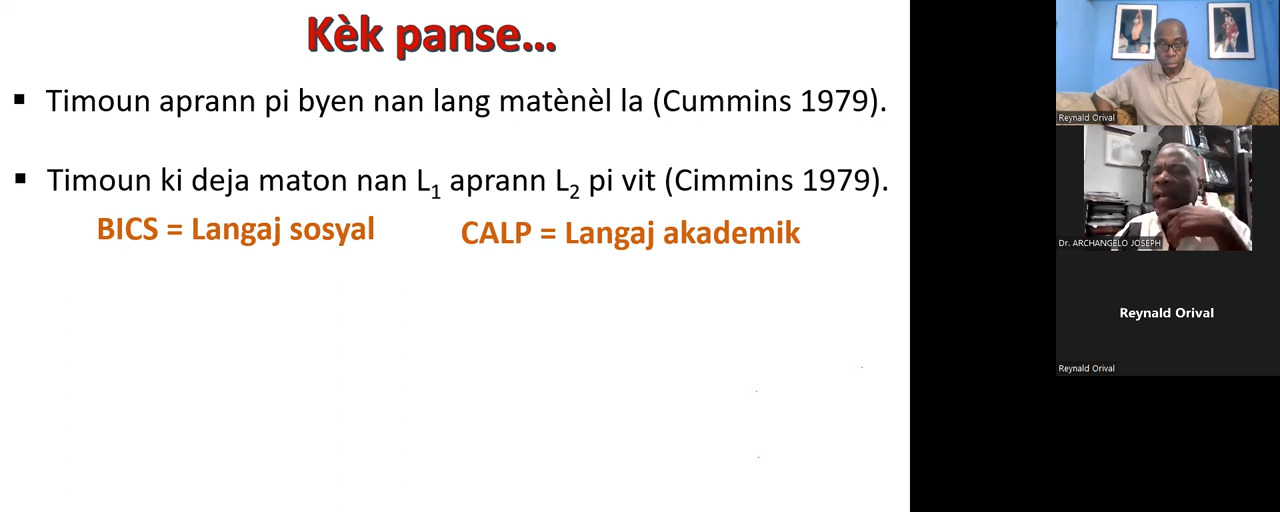 Kèk panse...
▪ Timoun aprann pi byen nan lang matènèl la (Cummins 1979).
▪ Timoun ki deja maton nan L1 aprann L2 pi vit (Cimmins 1979).
BICS = Langaj sosyal
CALP = Langaj akademik
Reynald Orival
Dr. ARCHANGELO JOSEPH
Reynald Orival
Reynald Orival